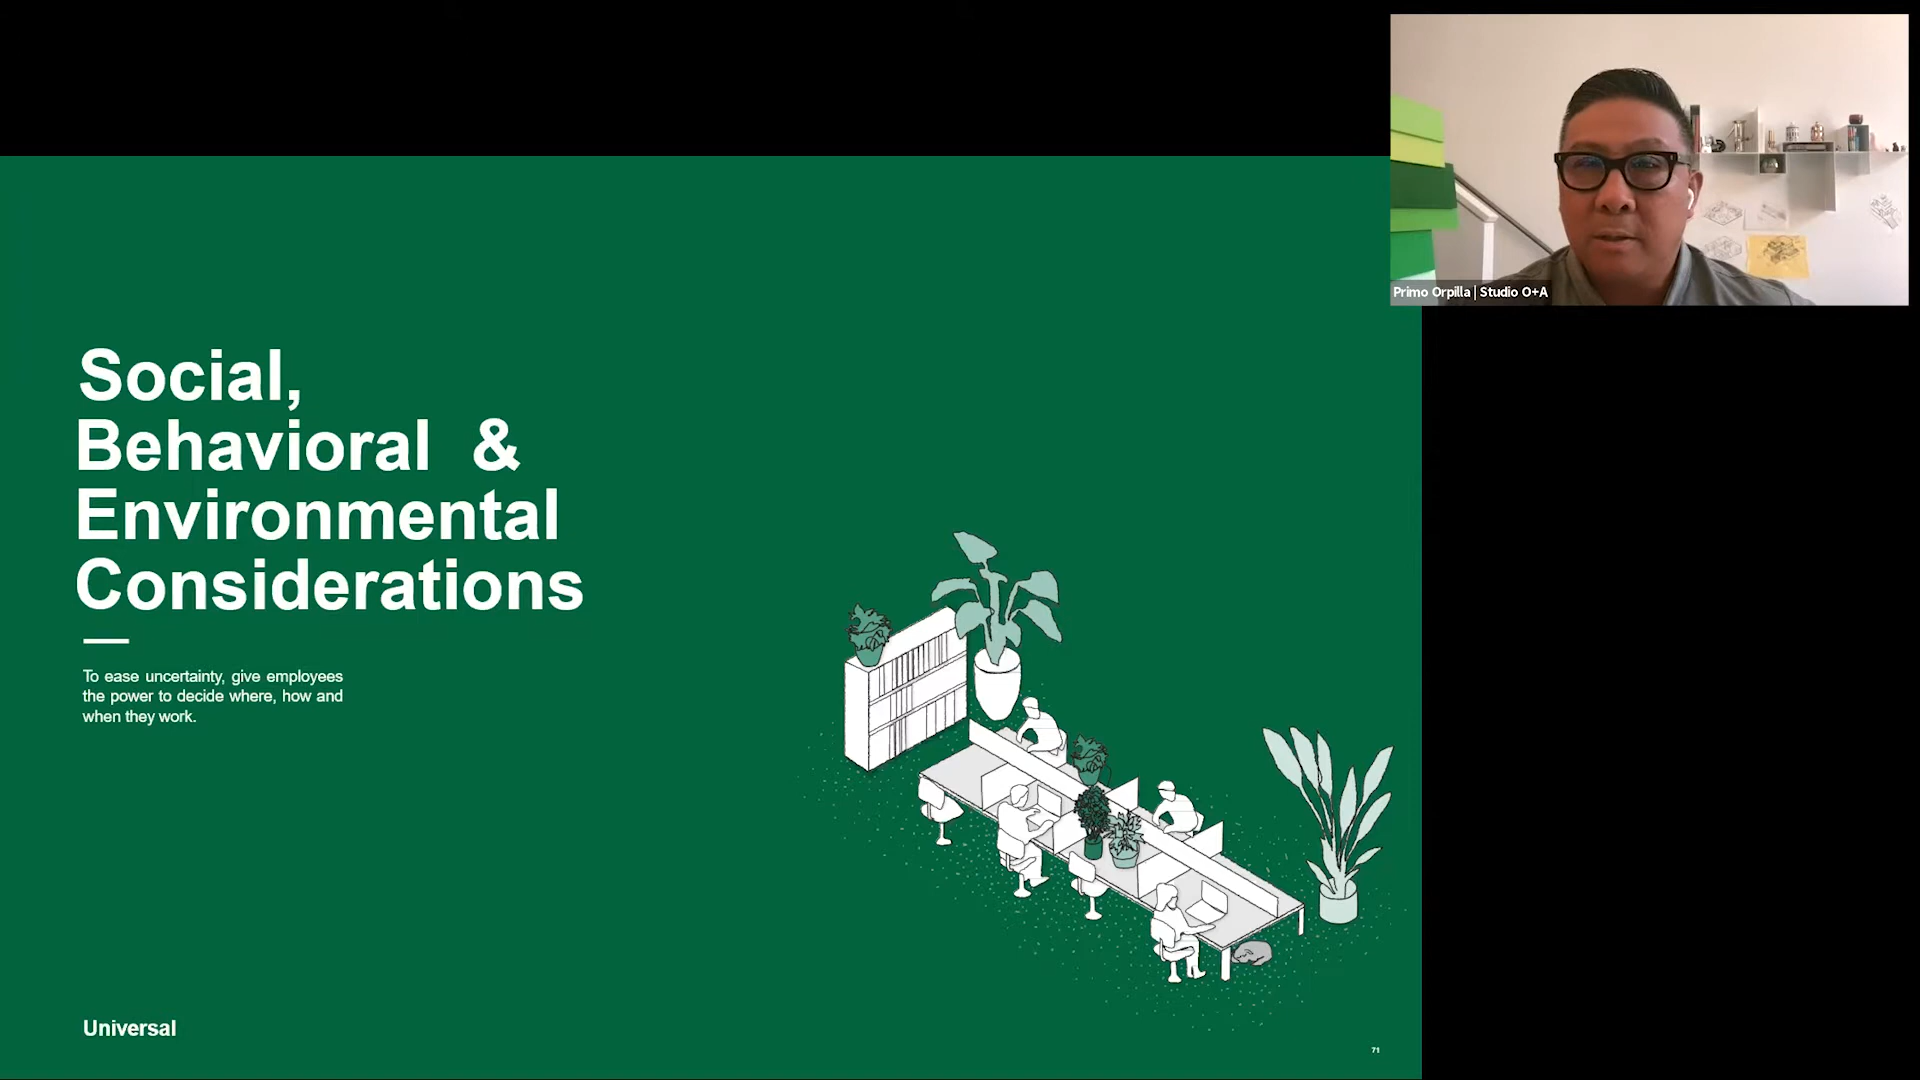 Primo Orpilla | Studio O+A
Social,
Behavioral &
Environmental
Considerations
To ease uncertainty, give employees
the power to decide where, how and
when they work.
Universal
71